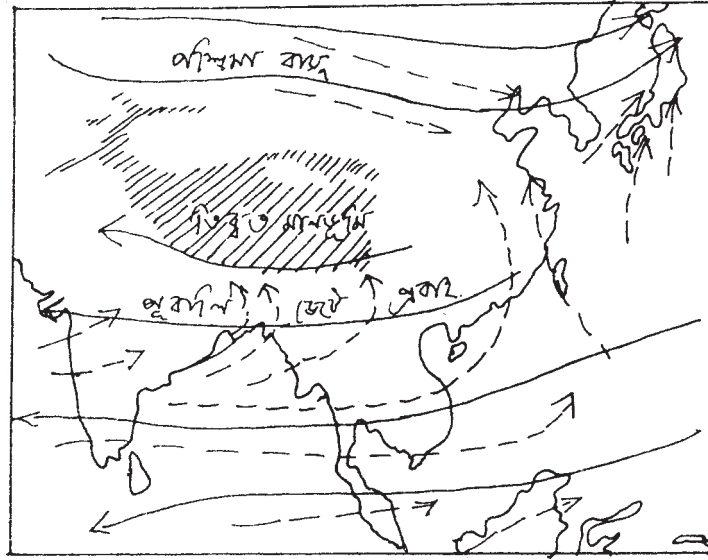 পশ্চিমা বায়ু
তিব্বত মালভূমি
পূবালি জেট প্রবাহ